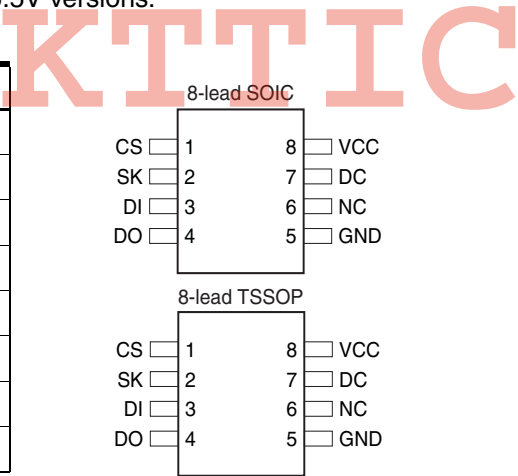 .5V versions.
KTTIC
8-lead SOIC
CS 1 8 VCC
SK 2 7 DC
DI 3 6 NC
DO 4 5 GND
8-lead TSSOP
CS 1 8 VCC
SK 2 7 DC
DI 3 6 NC
DO 4 5 GND